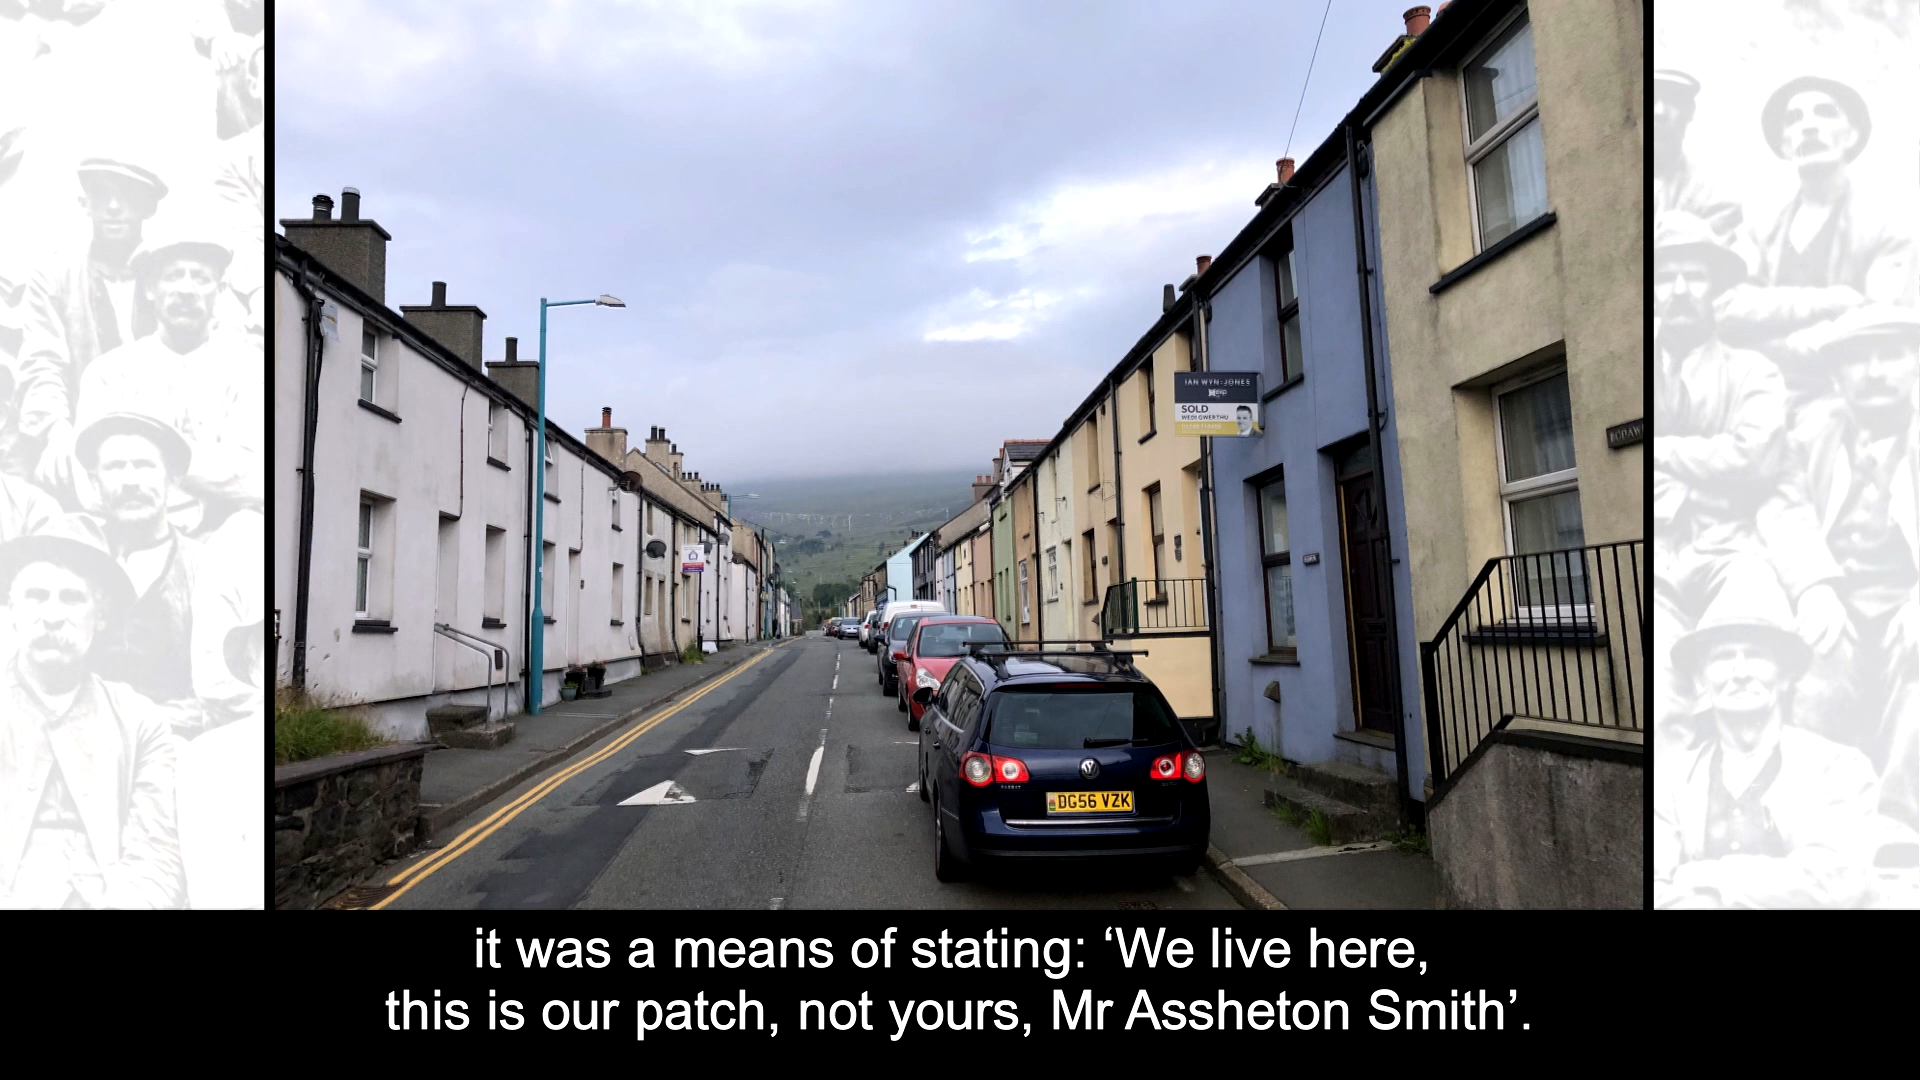 IAN WYN-JONES
exp
SOLD
WEDI GWERTHU
DG56 VZK
it was a means of stating: ‘We live here,
this is our patch, not yours, Mr Assheton Smith’.